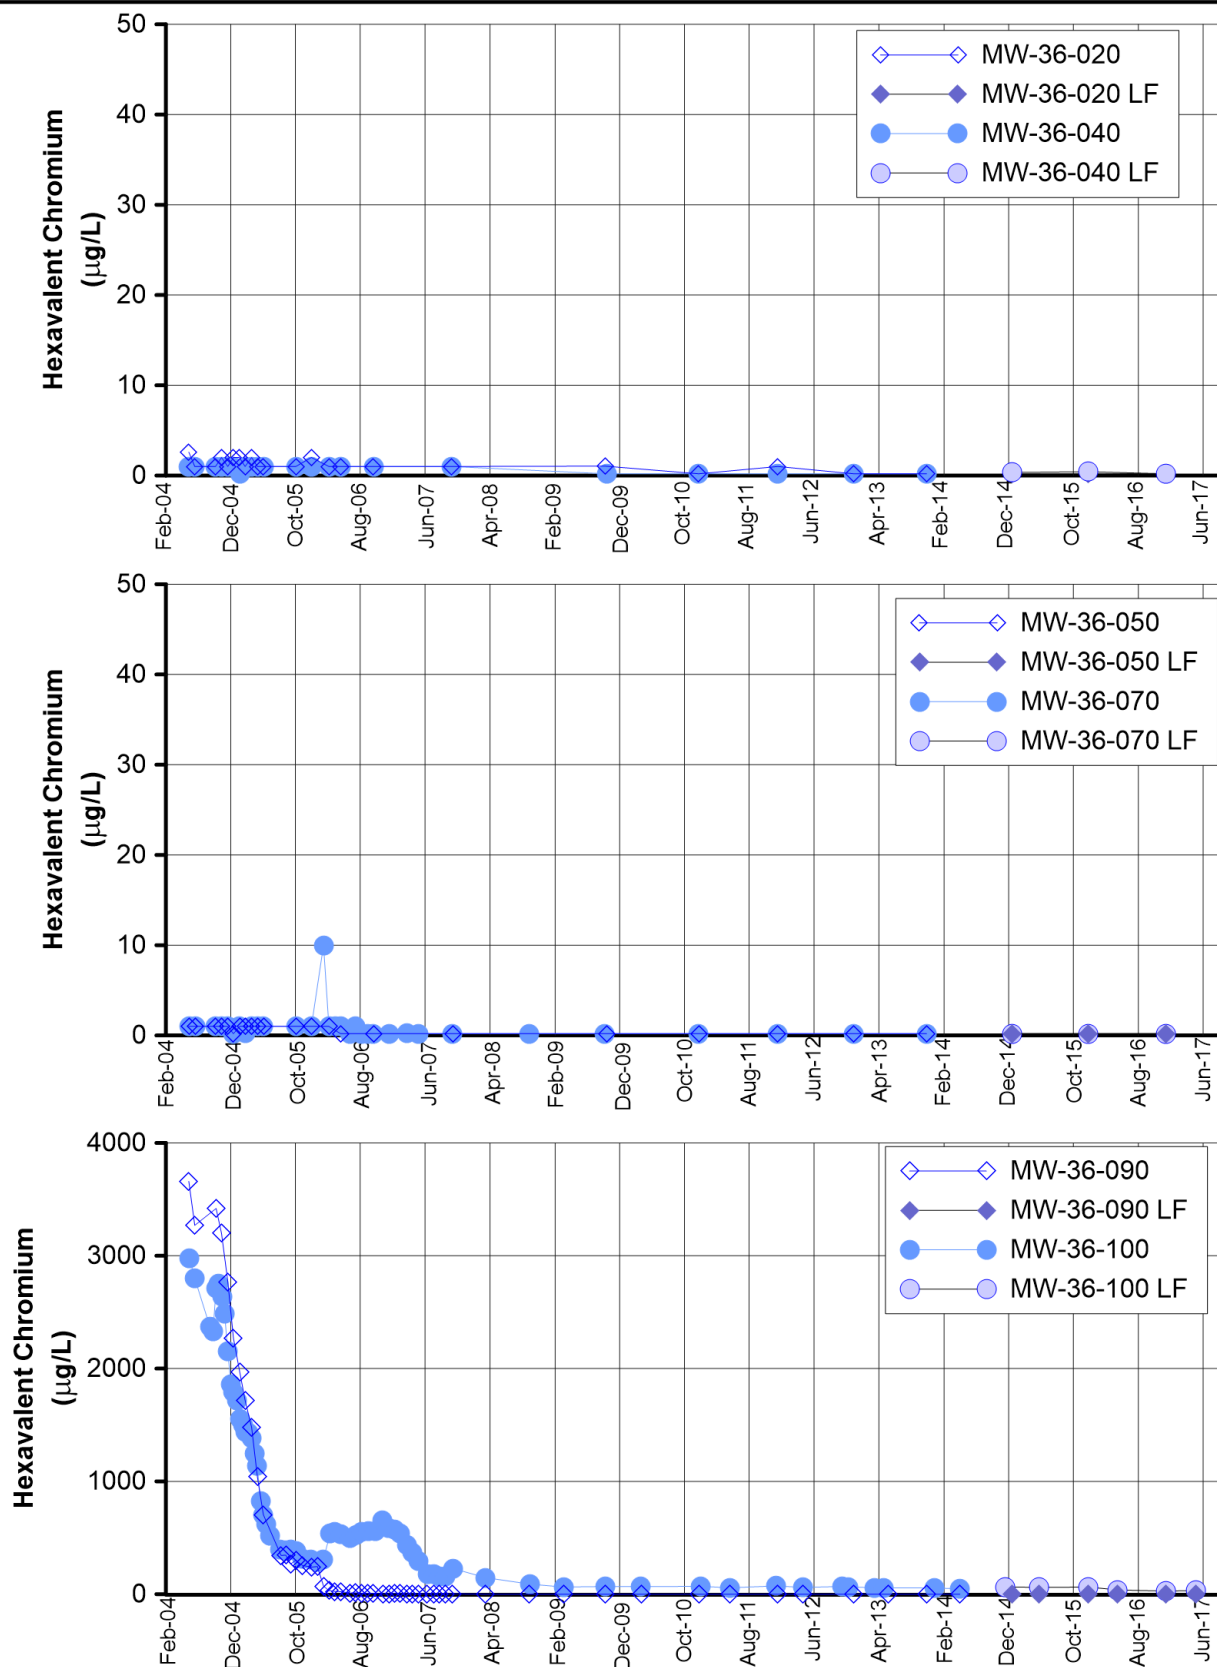 50
40
30
20
10
0
Hexavalent Chromium
(µg/L)
MW-36-020
MW-36-020 LF
MW-36-040
MW-36-040 LF
Feb-04
Dec-04
Oct-05
Aug-06
Jun-07
Apr-08
Feb-09
Dec-09
Oct-10
Aug-11
Jun-12
Apr-13
Feb-14
Dec-14
Oct-15
Aug-16
Jun-17
50
40
30
20
10
0
Hexavalent Chromium
(µg/L)
MW-36-050
MW-36-050 LF
MW-36-070
MW-36-070 LF
Feb-04
Dec-04
Oct-05
Aug-06
Jun-07
Apr-08
Feb-09
Dec-09
Oct-10
Aug-11
Jun-12
Apr-13
Feb-14
Dec-14
Oct-15
Aug-16
Jun-17
4000
3000
2000
1000
0
Hexavalent Chromium
(µg/L)
MW-36-090
MW-36-090 LF
MW-36-100
MW-36-100 LF
Feb-04
Dec-04
Oct-05
Aug-06
Jun-07
Apr-08
Feb-09
Dec-09
Oct-10
Aug-11
Jun-12
Apr-13
Feb-14
Dec-14
Oct-15
Aug-16
Jun-17